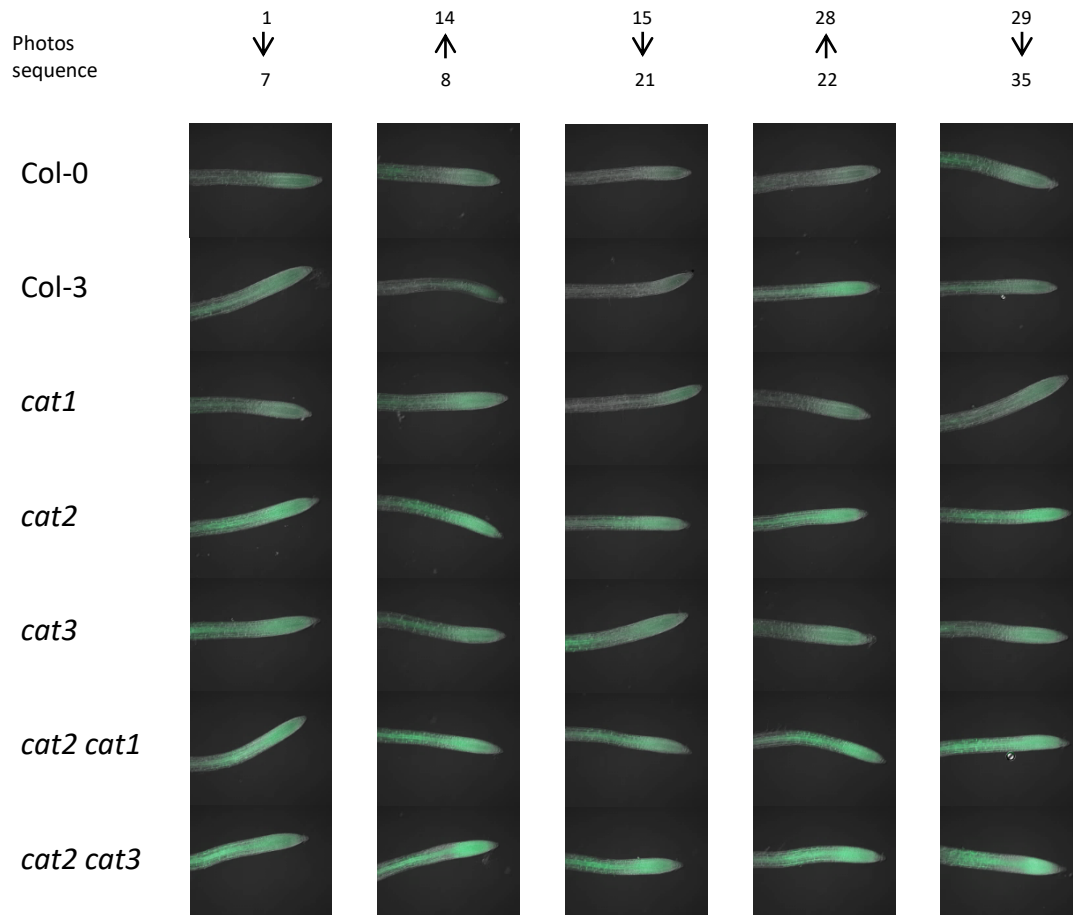 1 14 15 28 29
Photos
sequence
7 8 21 22 35
Col-0
Col-3
cat1
cat2
cat3
cat2 cat1
cat2 cat3